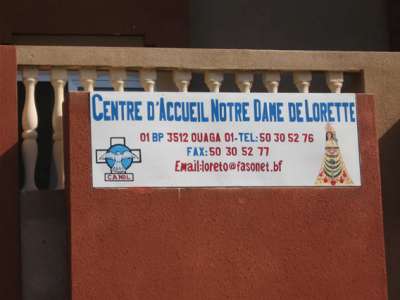 CENTRE D'ACCUEIL NOTRE DAME DE LORETTE
01 BP 3512 OUAGA 01-TEL: 50 30 52 76
FAX: 50 30 52 77
Email:loreto@fasonet.bf
CANDL